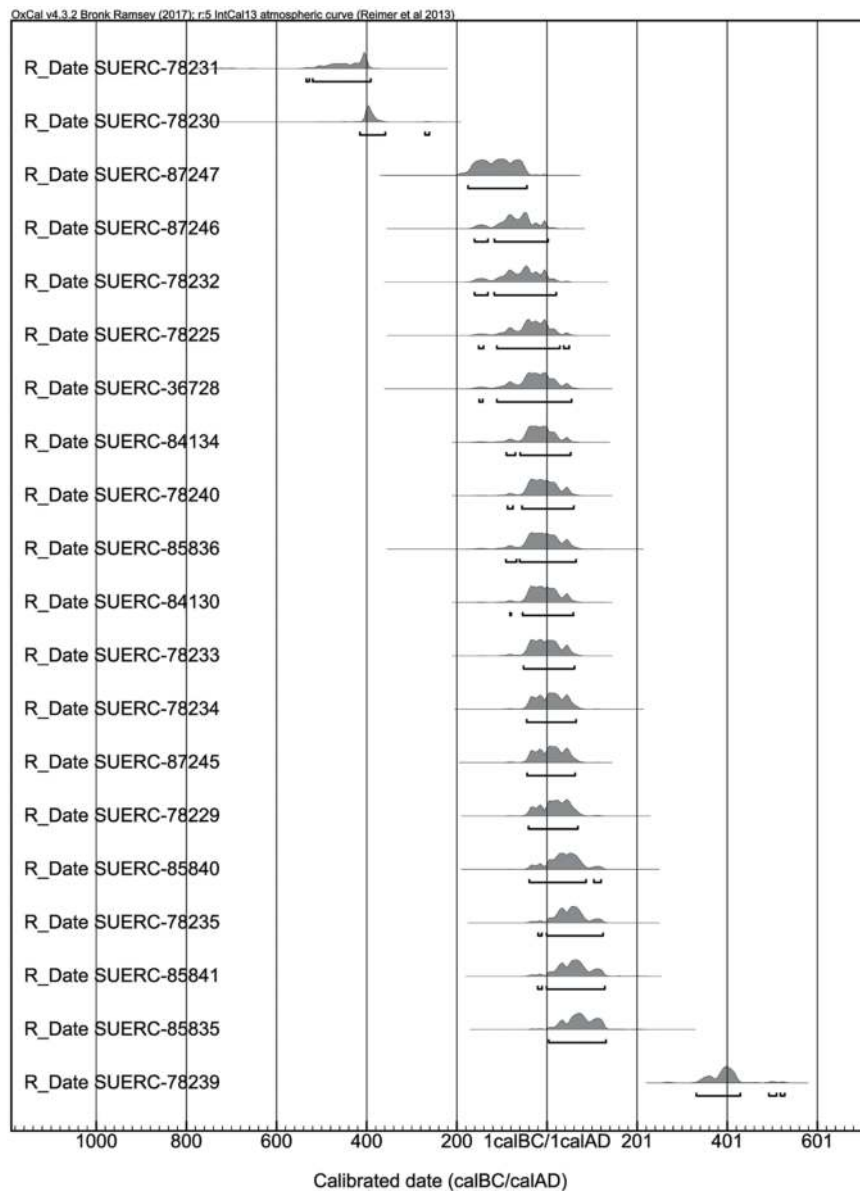 OxCal v4.3.2 Bronk Ramsey (2017); r:5 IntCal13 atmospheric curve (Reimer et al 2013)
R_Date SUERC-78231
R_Date SUERC-78230
R_Date SUERC-87247
R_Date SUERC-87246
R_Date SUERC-78232
R_Date SUERC-78225
R_Date SUERC-36728
R_Date SUERC-84134
R_Date SUERC-78240
R_Date SUERC-85836
R_Date SUERC-84130
R_Date SUERC-78233
R_Date SUERC-78234
R_Date SUERC-87245
R_Date SUERC-78229
R_Date SUERC-85840
R_Date SUERC-78235
R_Date SUERC-85841
R_Date SUERC-85835
R_Date SUERC-78239
1000 600 400 200 1calBC/1calAD 201 401 601
Calibrated date (calBC/calAD)